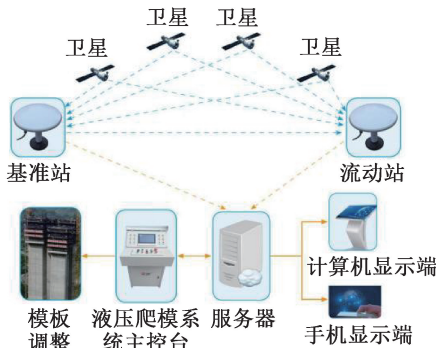 卫星
卫星
卫星
卫星
基准站
流动站
计算机显示端
模板
调整
液压爬模系
统主控台
服务器
手机显示端